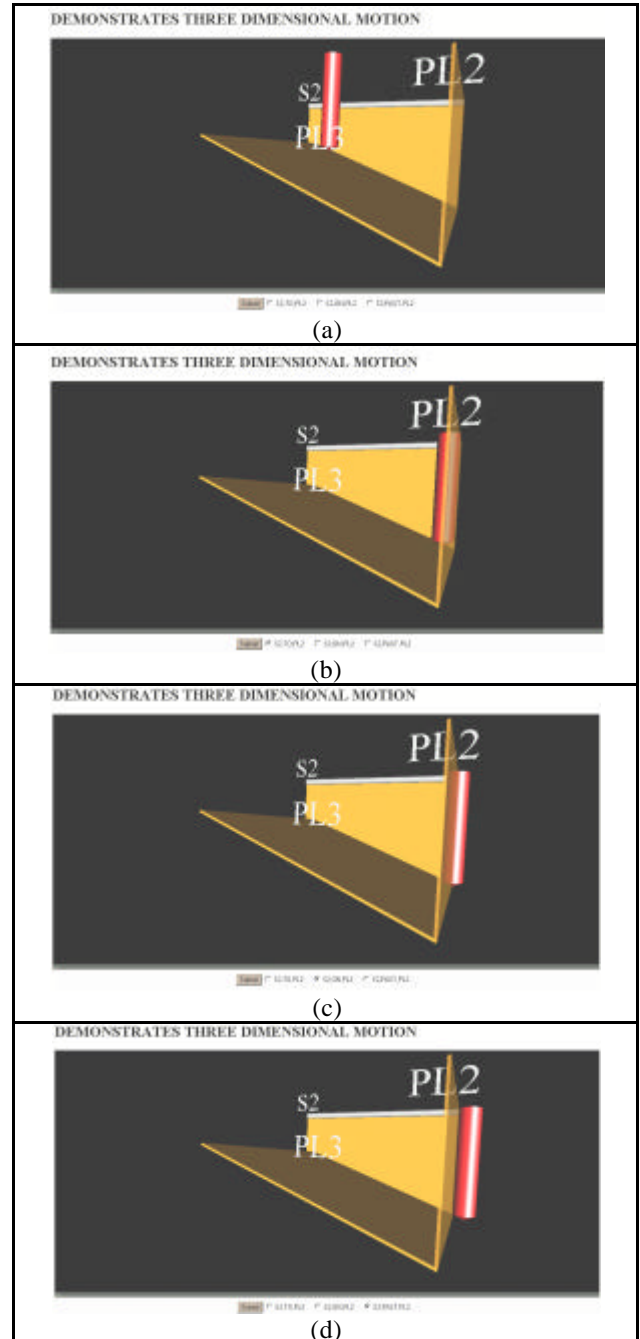 DEMONSTRATES THREE DIMENSIONAL MOTION
PL2
S2
PL3
(a)
DEMONSTRATES THREE DIMENSIONAL MOTION
PL2
S2
PL3
(b)
DEMONSTRATES THREE DIMENSIONAL MOTION
PL2
S2
PL3
(c)
DEMONSTRATES THREE DIMENSIONAL MOTION
PL2
S2
PL3
(d)